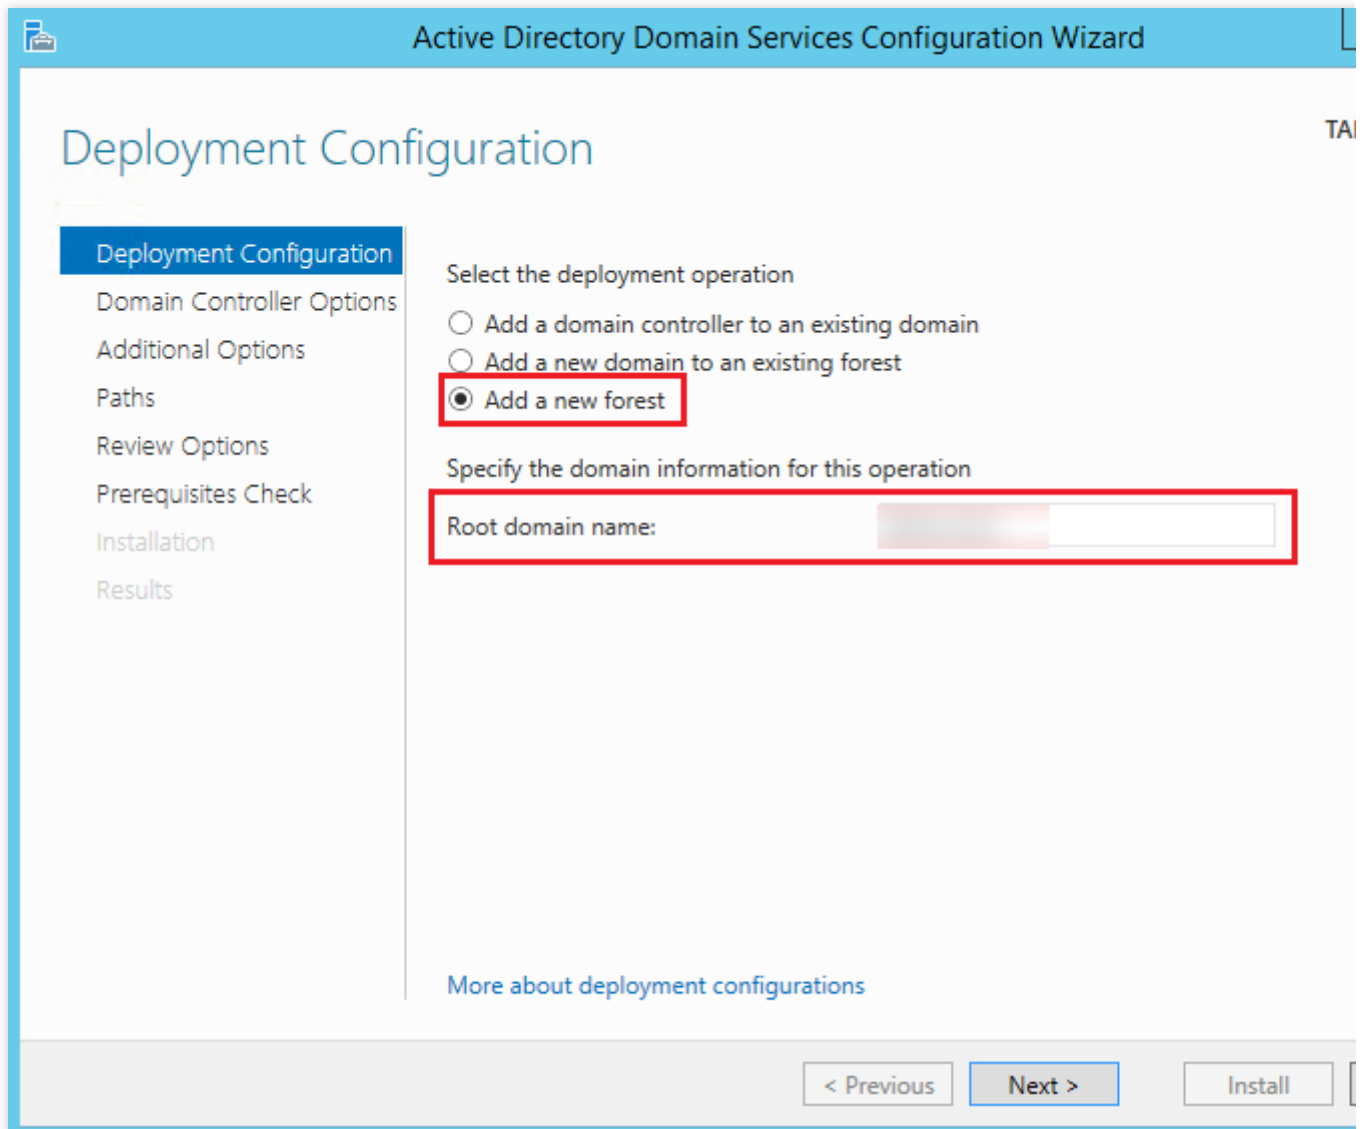 Active Directory Domain Services Configuration Wizard
Deployment Configuration
Deployment Configuration
Domain Controller Options
Additional Options
Paths
Review Options
Prerequisites Check
Installation
Results
Select the deployment operation
Add a domain controller to an existing domain
Add a new domain to an existing forest
Add a new forest
Specify the domain information for this operation
Root domain name:
More about deployment configurations
< Previous
Next >
Install